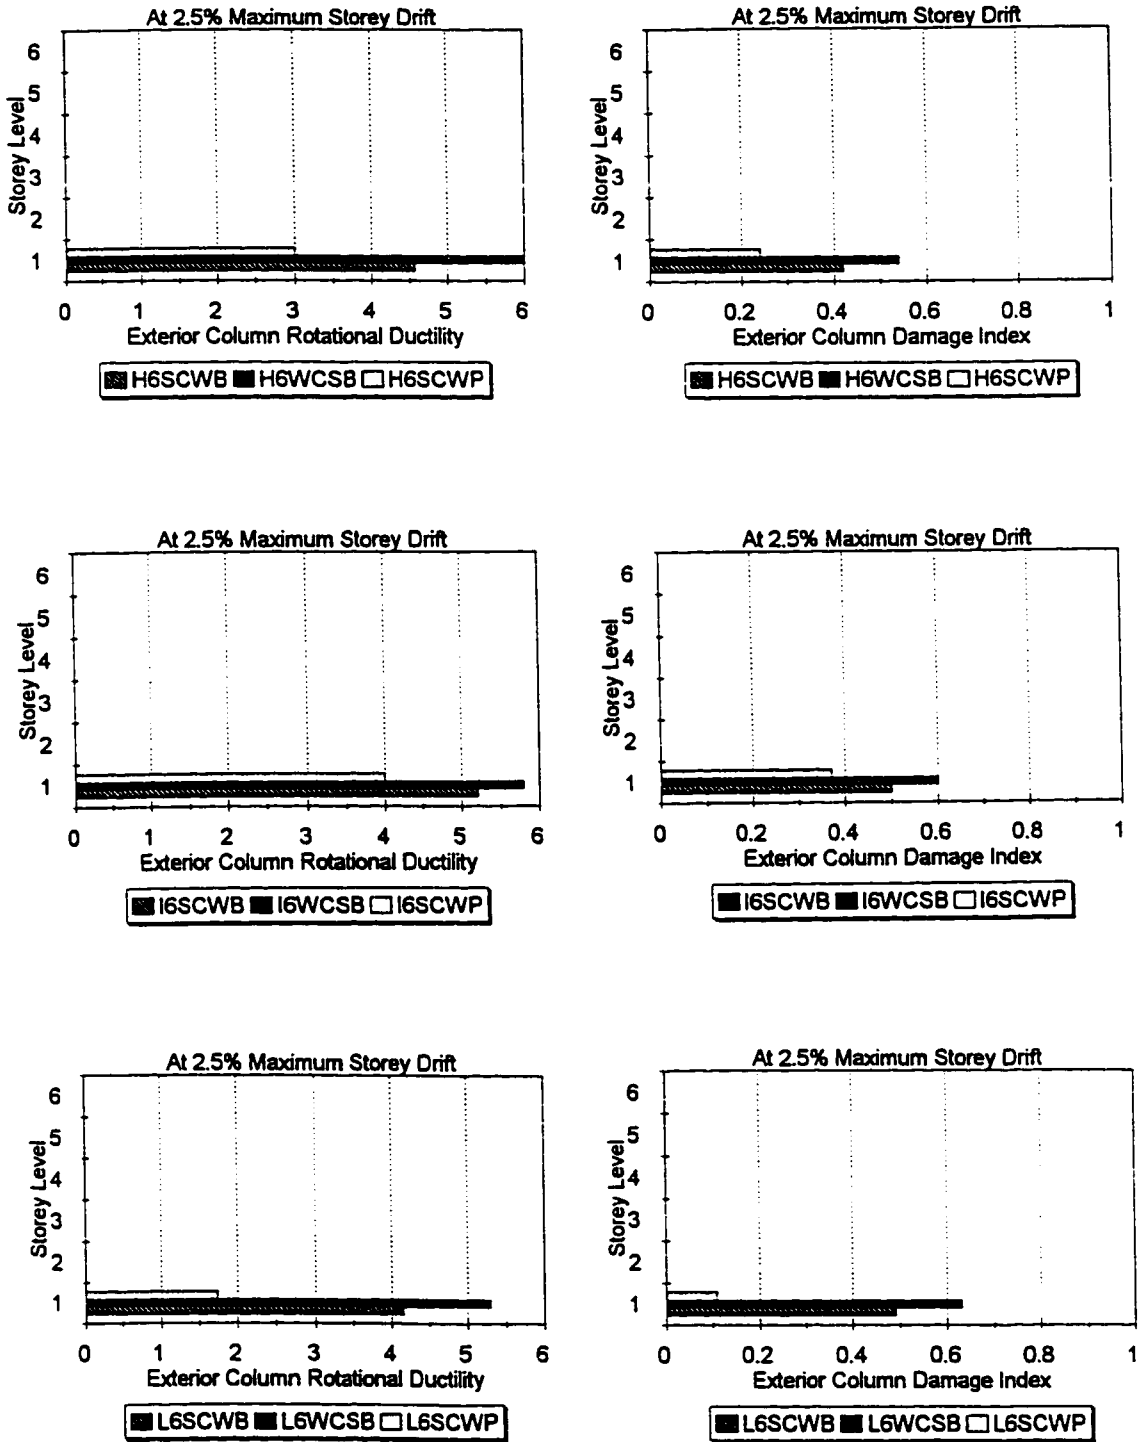 At 2.5% Maximum Storey Drift
6
5
4
3
2
1
Storey Level
0 1 2 3 4 5 6
Exterior Column Rotational Ductility
H6SCWB H6WCSB H6SCWP
At 2.5% Maximum Storey Drift
6
5
4
3
2
1
Storey Level
0 0.2 0.4 0.6 0.8 1
Exterior Column Damage Index
H6SCWB H6WCSB H6SCWP
At 2.5% Maximum Storey Drift
6
5
4
3
2
1
Storey Level
0 1 2 3 4 5 6
Exterior Column Rotational Ductility
I6SCWB I6WCSB I6SCWP
At 2.5% Maximum Storey Drift
6
5
4
3
2
1
Storey Level
0 0.2 0.4 0.6 0.8 1
Exterior Column Damage Index
I6SCWB I6WCSB I6SCWP
At 2.5% Maximum Storey Drift
6
5
4
3
2
1
Storey Level
0 1 2 3 4 5 6
Exterior Column Rotational Ductility
L6SCWB L6WCSB L6SCWP
At 2.5% Maximum Storey Drift
6
5
4
3
2
1
Storey Level
0 0.2 0.4 0.6 0.8 1
Exterior Column Damage Index
L6SCWB L6WCSB L6SCWP